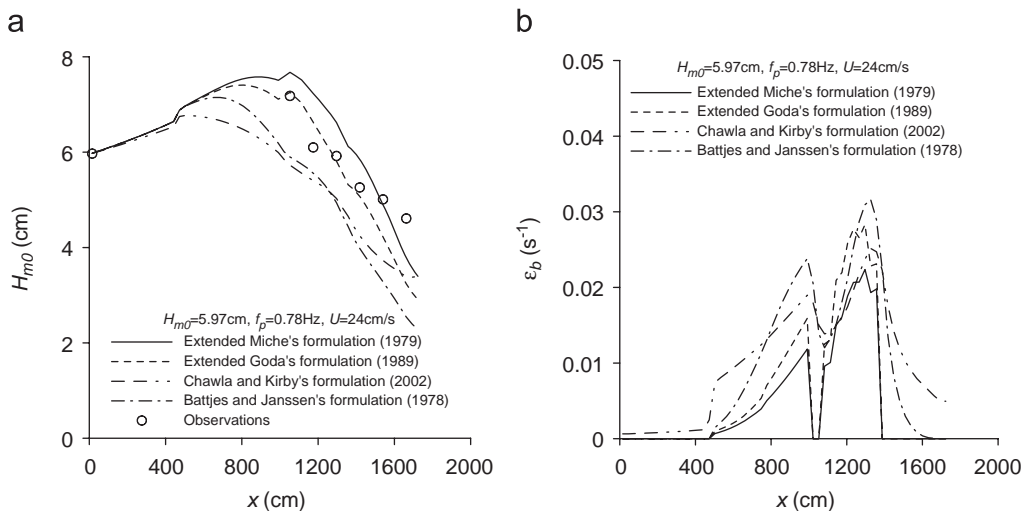 a
8
6
4
2
0
H_m0 (cm)
H_m0=5.97cm, f_p=0.78Hz, U=24cm/s
Extended Miche's formulation (1979)
Extended Goda's formulation (1989)
Chawla and Kirby's formulation (2002)
Battjes and Janssen's formulation (1978)
Observations
0 400 800 1200 1600 2000
x (cm)
b
0.05
0.04
0.03
0.02
0.01
0
ε_b (s⁻¹)
H_m0=5.97cm, f_p=0.78Hz, U=24cm/s
Extended Miche's formulation (1979)
Extended Goda's formulation (1989)
Chawla and Kirby's formulation (2002)
Battjes and Janssen's formulation (1978)
0 400 800 1200 1600 2000
x (cm)